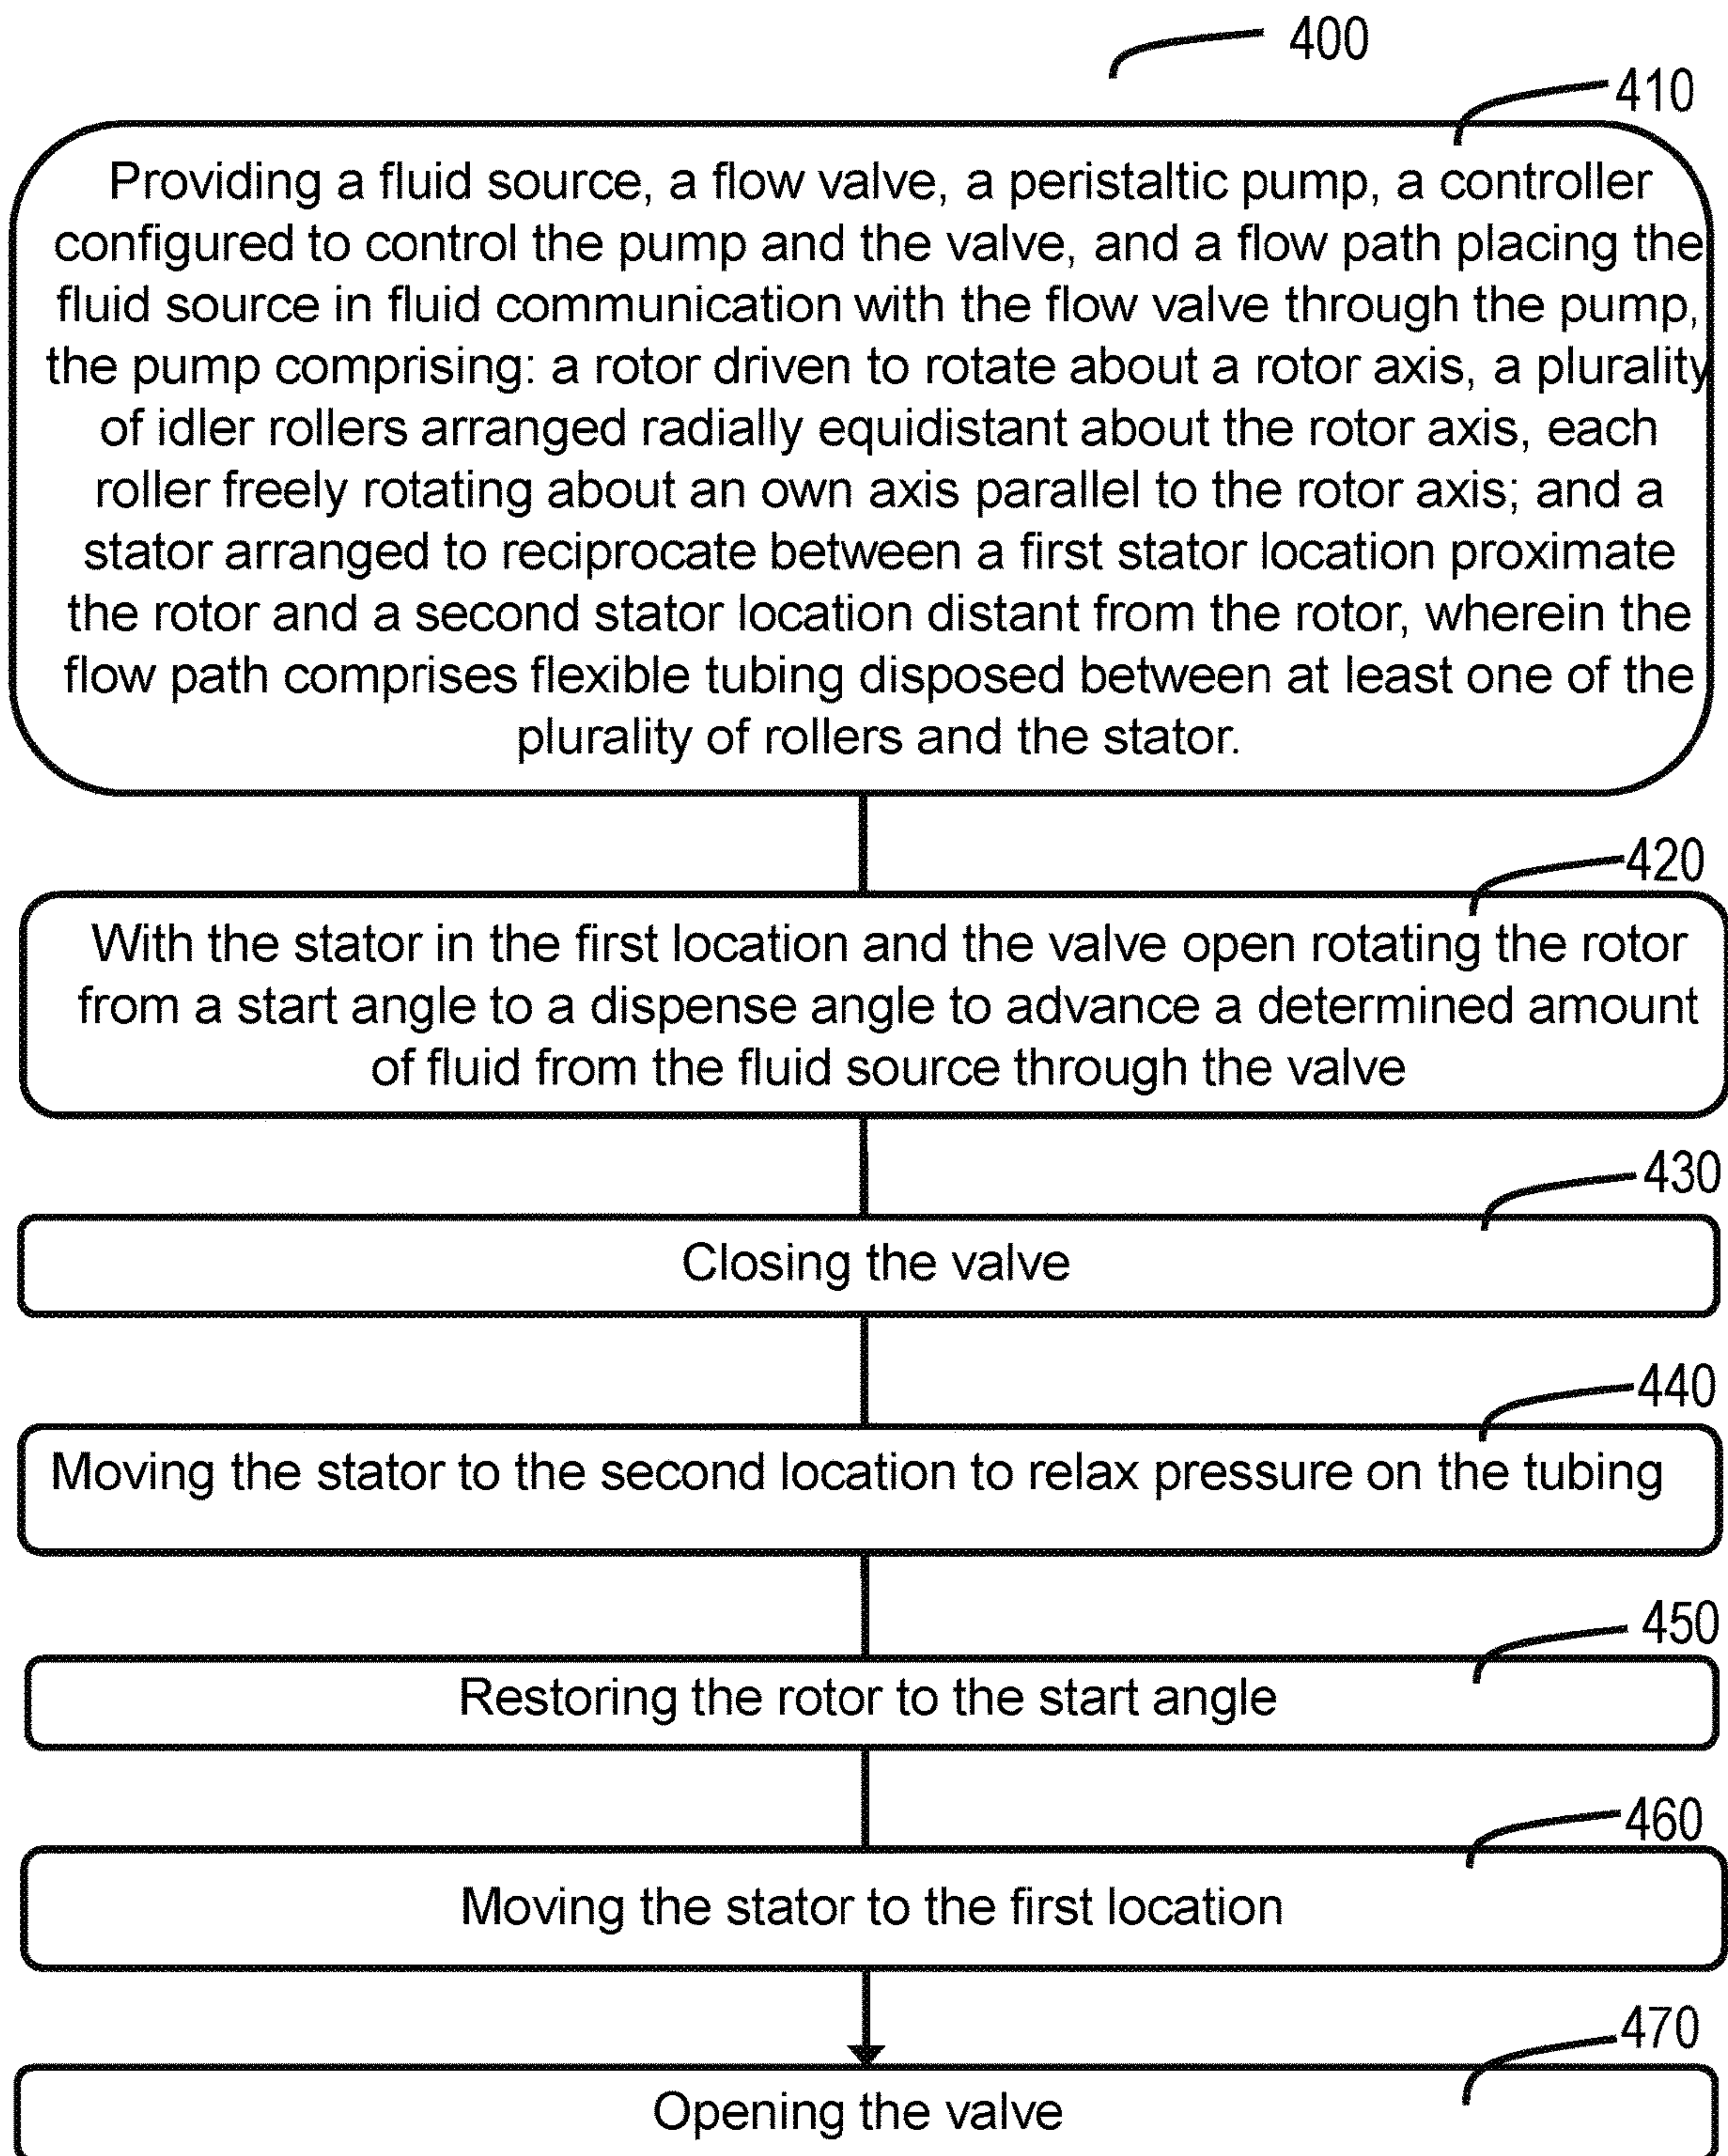 400
410
Providing a fluid source, a flow valve, a peristaltic pump, a controller
configured to control the pump and the valve, and a flow path placing the
fluid source in fluid communication with the flow valve through the pump,
the pump comprising: a rotor driven to rotate about a rotor axis, a plurality
of idler rollers arranged radially equidistant about the rotor axis, each
roller freely rotating about an own axis parallel to the rotor axis; and a
stator arranged to reciprocate between a first stator location proximate
the rotor and a second stator location distant from the rotor, wherein the
flow path comprises flexible tubing disposed between at least one of the
plurality of rollers and the stator.
420
With the stator in the first location and the valve open rotating the rotor
from a start angle to a dispense angle to advance a determined amount
of fluid from the fluid source through the valve
430
Closing the valve
440
Moving the stator to the second location to relax pressure on the tubing
450
Restoring the rotor to the start angle
460
Moving the stator to the first location
470
Opening the valve